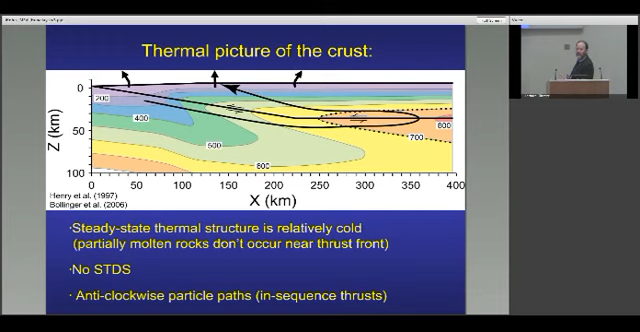 Thermal picture of the crust:
0
50
100
Z (km)
200
400
600
800
700
800
0 50 100 150 200 250 300 350 400
X (km)
Henry et al. (1997)
Bollinger et al. (2006)
·Steady-state thermal structure is relatively cold
(partially molten rocks don't occur near thrust front)
·No STDS
· Anti-clockwise particle paths (in-sequence thrusts)